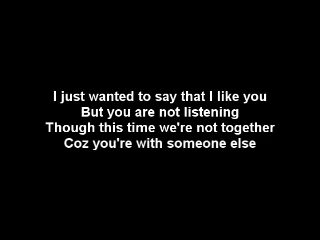 I just wanted to say that I like you
But you are not listening
Though this time we're not together
Coz you're with someone else